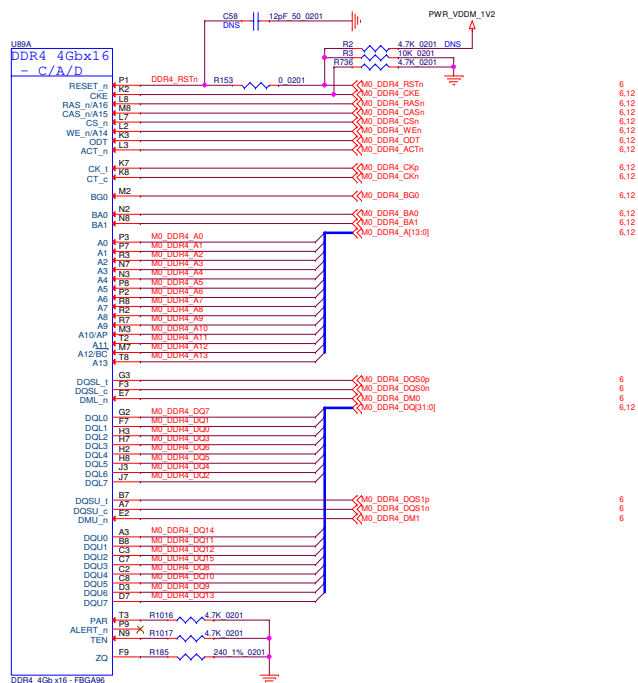 C58 12pF_50_0201
DNS
PWR_VDDM_1V2
U89A
DDR4 4Gbx16
- C/A/D
R2 4.7K_0201 DNS
R3 10K_0201
R736 4.7K_0201
RESET_n P1 DDR4_RSTn R153 0_0201 M0_DDR4_RSTn 6
CKE K2 M0_DDR4_CKE 6,12
RAS_n/A16 L8 M0_DDR4_RASn 6,12
CAS_n/A15 M8 M0_DDR4_CASn 6,12
CS_n L7 M0_DDR4_CSn 6,12
WE_n/A14 L2 M0_DDR4_WEn 6,12
ODT K3 M0_DDR4_ODT 6,12
ACT_n L3 M0_DDR4_ACTn 6,12
CK_t K7 M0_DDR4_CKp 6,12
CT_c K8 M0_DDR4_CKn 6,12
BG0 M2 M0_DDR4_BG0 6,12
BA0 N2 M0_DDR4_BA0 6,12
BA1 N8 M0_DDR4_BA1 6,12
M0_DDR4_A[13:0] 6,12
A0 P3 M0_DDR4_A0
A1 P7 M0_DDR4_A1
A2 R3 M0_DDR4_A2
A3 N7 M0_DDR4_A3
A4 N3 M0_DDR4_A4
A5 P8 M0_DDR4_A5
A6 P2 M0_DDR4_A6
A7 R8 M0_DDR4_A7
A8 R2 M0_DDR4_A8
A9 R7 M0_DDR4_A9
A10/AP M3 M0_DDR4_A10
A11 T2 M0_DDR4_A11
A12/BC M7 M0_DDR4_A12
A13 T8 M0_DDR4_A13
DQSL_t G3 M0_DDR4_DQS0p 6
DQSL_c F3 M0_DDR4_DQS0n 6
DML_n E7 M0_DDR4_DM0 6
M0_DDR4_DQ[31:0] 6,12
DQL0 G2 M0_DDR4_DQ7
DQL1 F7 M0_DDR4_DQ1
DQL2 H3 M0_DDR4_DQ0
DQL3 H7 M0_DDR4_DQ3
DQL4 H2 M0_DDR4_DQ6
DQL5 H8 M0_DDR4_DQ5
DQL6 J3 M0_DDR4_DQ4
DQL7 J7 M0_DDR4_DQ2
DQSU_t B7 M0_DDR4_DQS1p 6
DQSU_c A7 M0_DDR4_DQS1n 6
DMU_n E2 M0_DDR4_DM1 6
DQU0 A3 M0_DDR4_DQ14
DQU1 B8 M0_DDR4_DQ11
DQU2 C3 M0_DDR4_DQ12
DQU3 C7 M0_DDR4_DQ15
DQU4 C2 M0_DDR4_DQ8
DQU5 C8 M0_DDR4_DQ10
DQU6 D3 M0_DDR4_DQ9
DQU7 D7 M0_DDR4_DQ13
PAR T3 R1016 4.7K_0201
ALERT_n P9
TEN N9 R1017 4.7K_0201
ZQ F9 R185 240_1%_0201
DDR4_4Gb x16 - FBGA96